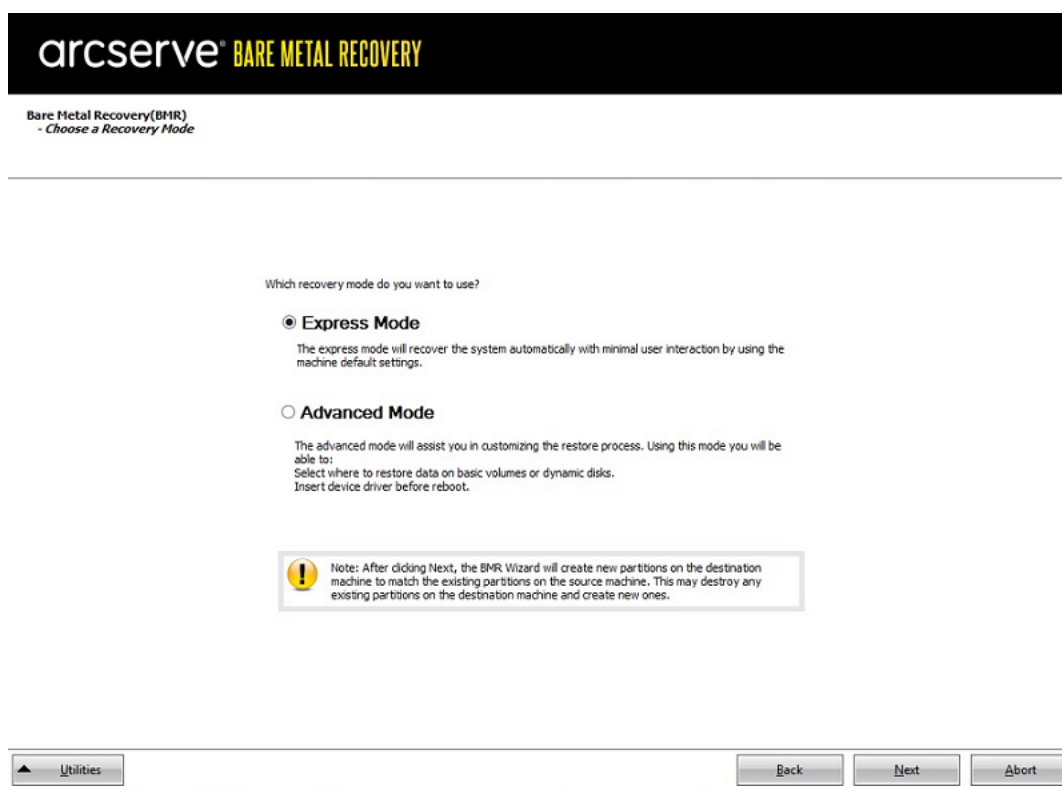 arcserve® BARE METAL RECOVERY
Bare Metal Recovery(BMR)
- Choose a Recovery Mode
Which recovery mode do you want to use?
Express Mode
The express mode will recover the system automatically with minimal user interaction by using the
machine default settings.
Advanced Mode
The advanced mode will assist you in customizing the restore process. Using this mode you will be
able to:
Select where to restore data on basic volumes or dynamic disks.
Insert device driver before reboot.
Note: After clicking Next, the BMR Wizard will create new partitions on the destination
machine to match the existing partitions on the source machine. This may destroy any
existing partitions on the destination machine and create new ones.
Utilities
Back
Next
Abort